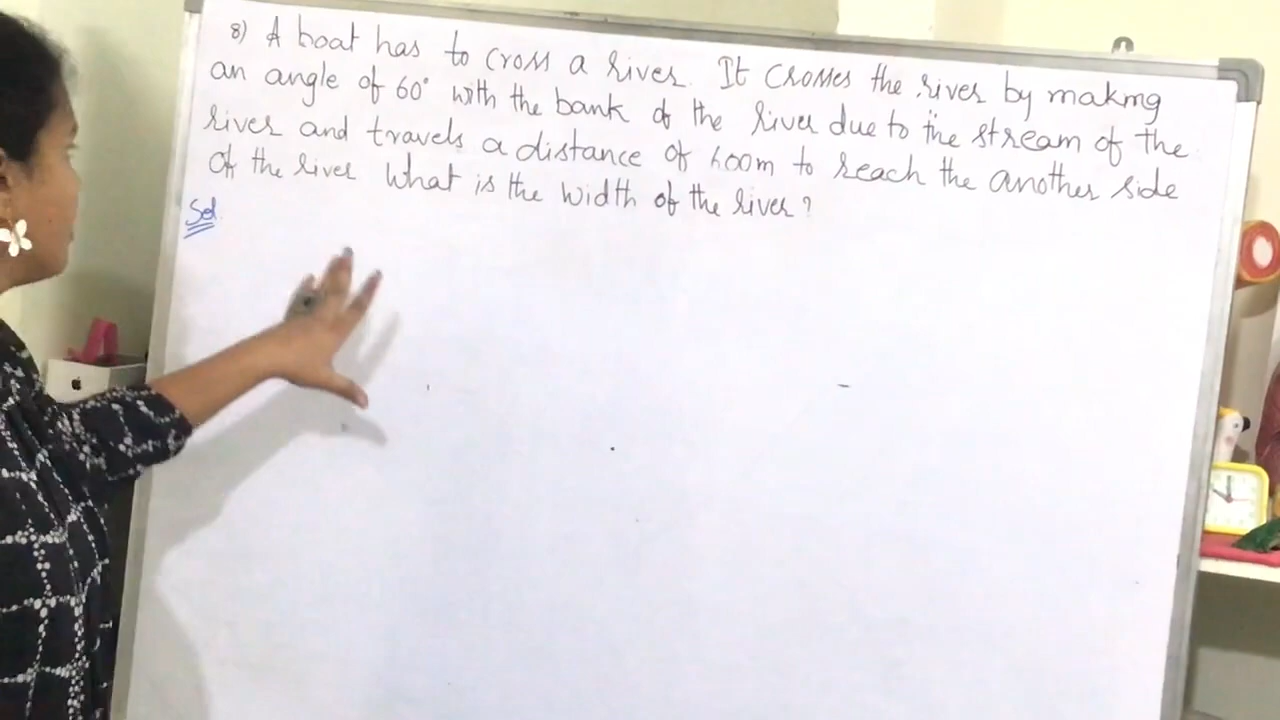 8) A boat has to cross a river. It crosses the river by making
an angle of 60° with the bank of the river due to the stream of the
river and travels a distance of 600m to reach the another side
of the river What is the width of the river?
Sol.